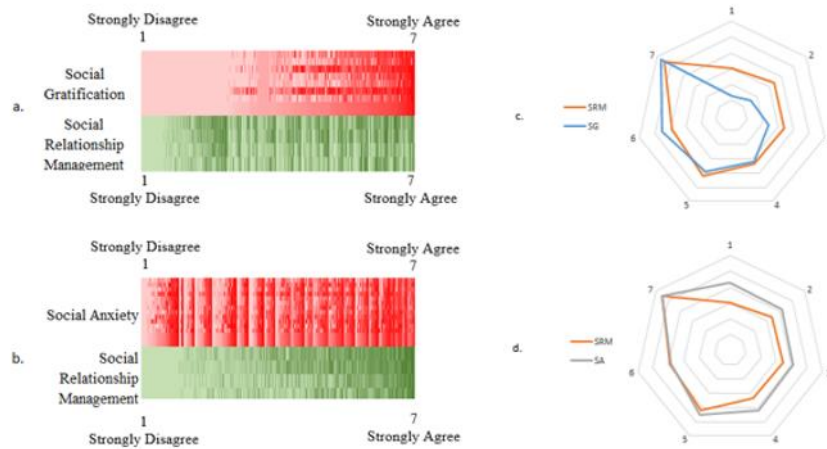 Strongly Disagree
Strongly Agree
1
7
Social
Gratification
a.
Social
Relationship
Management
1
7
Strongly Disagree
Strongly Agree
Strongly Disagree
Strongly Agree
1
7
Social Anxiety
b.
Social
Relationship
Management
1
7
Strongly Disagree
Strongly Agree
c.
SRM
SG
1
2
4
5
6
7
d.
SRM
SA
1
2
4
5
6
7